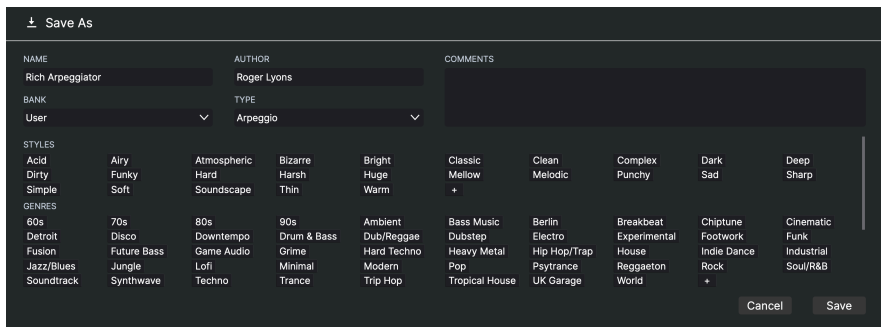 Save As
NAME AUTHOR COMMENTS
Rich Arpeggiator Roger Lyons
BANK TYPE
User Arpeggio
STYLES
Acid Airy Atmospheric Bizarre Bright Classic Clean Complex Dark Deep
Dirty Funky Hard Harsh Huge Mellow Melodic Punchy Sad Sharp
Simple Soft Soundscape Thin Warm +
GENRES
60s 70s 80s 90s Ambient Bass Music Berlin Breakbeat Chiptune Cinematic
Detroit Disco Downtempo Drum & Bass Dub/Reggae Dubstep Electro Experimental Footwork Funk
Fusion Future Bass Game Audio Grime Hard Techno Heavy Metal Hip Hop/Trap House Indie Dance Industrial
Jazz/Blues Jungle Lofi Minimal Modern Pop Psytrance Reggaeton Rock Soul/R&B
Soundtrack Synthwave Techno Trance Trip Hop Tropical House UK Garage World +
Cancel Save